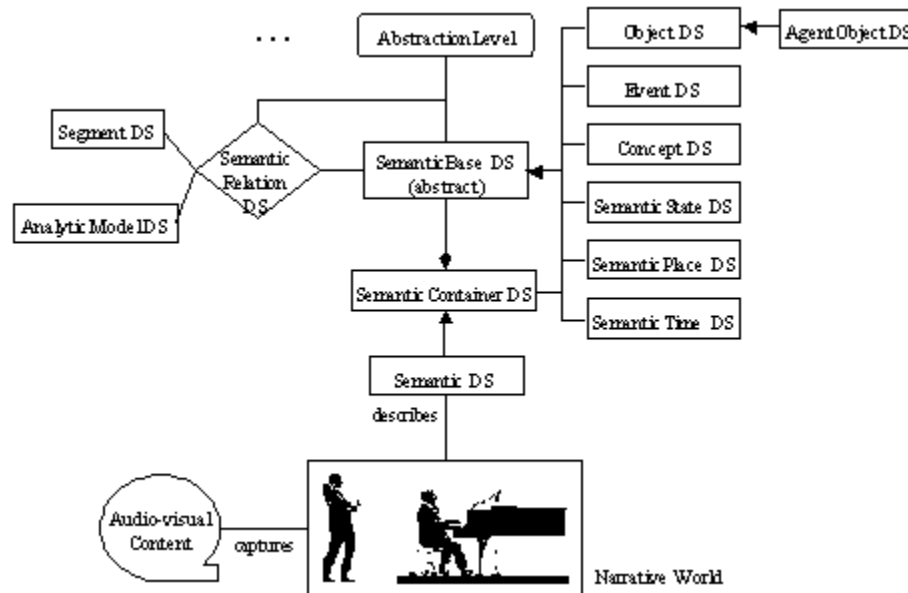 ...
Abstraction Level
Object DS
AgentObject DS
Event DS
Segment DS
Semantic
Relation
DS
SemanticBase DS
(abstract)
Concept DS
Analytic Model DS
Semantic State DS
Semantic Container DS
Semantic Place DS
Semantic Time DS
Semantic DS
describes
Audio-visual
Content
captures
Narrative World